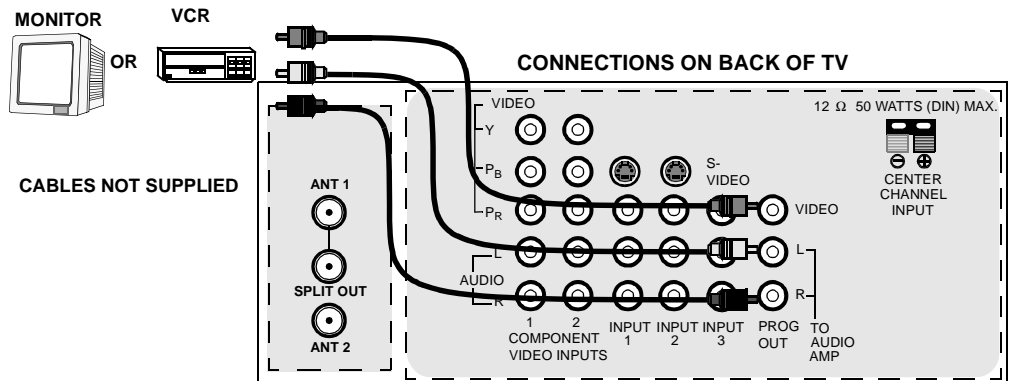 MONITOR
VCR
OR
CONNECTIONS ON BACK OF TV
CABLES NOT SUPPLIED
ANT 1
SPLIT OUT
ANT 2
VIDEO
Y
PB
PR
S-
VIDEO
VIDEO
12 Ω 50 WATTS (DIN) MAX.
CENTER
CHANNEL
INPUT
L
AUDIO
R
L
R
1
2
COMPONENT
VIDEO INPUTS
INPUT
1
INPUT
2
INPUT
3
PROG
OUT
TO
AUDIO
AMP